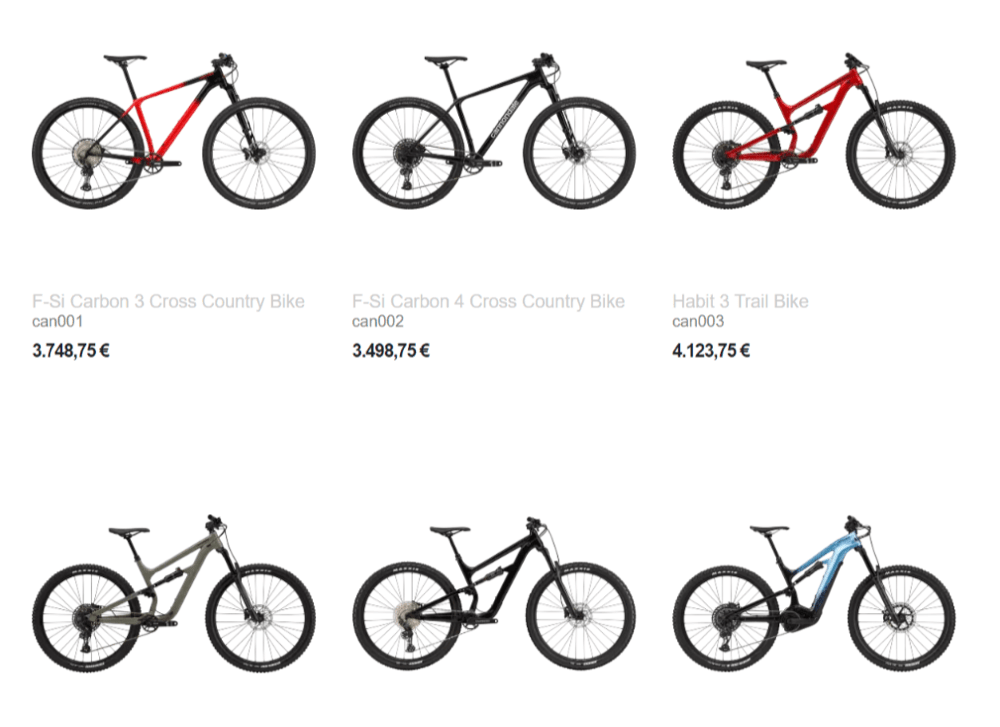 cannondale
F-Si Carbon 3 Cross Country Bike
F-Si Carbon 4 Cross Country Bike
Habit 3 Trail Bike
can001
can002
can003
3.748,75 €
3.498,75 €
4.123,75 €